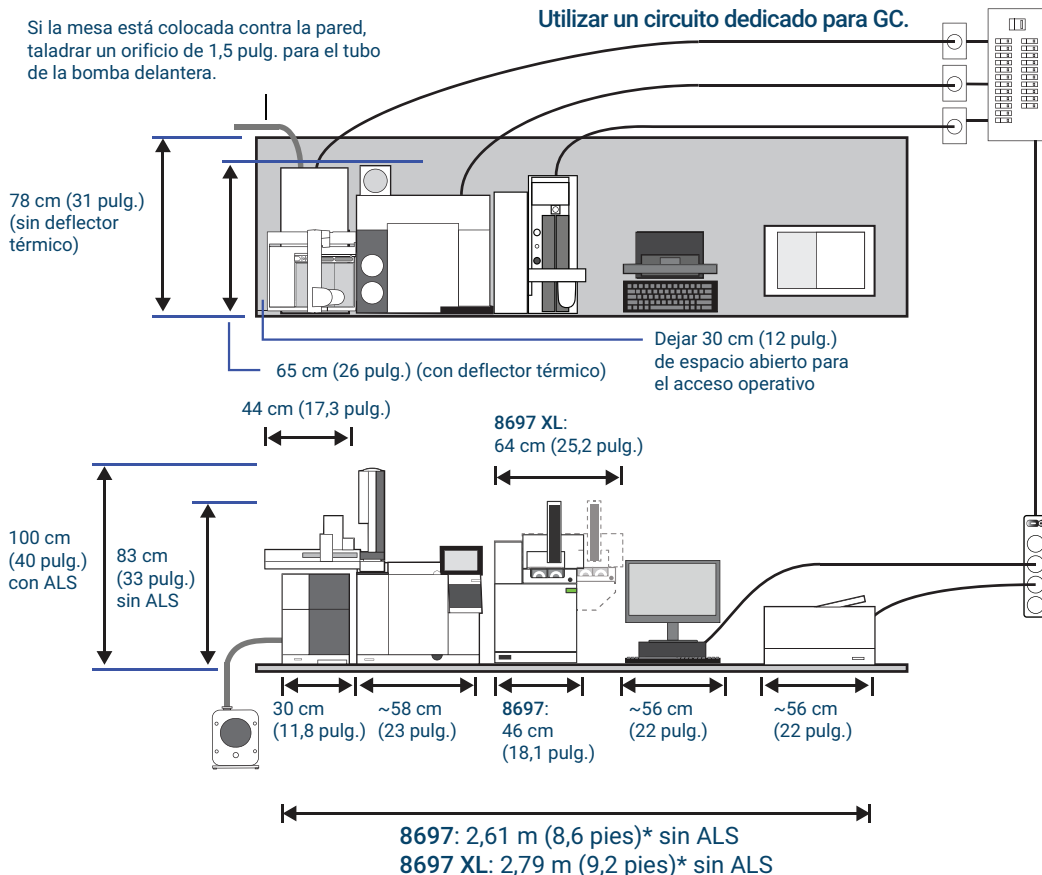 Si la mesa está colocada contra la pared,
taladrar un orificio de 1,5 pulg. para el tubo
de la bomba delantera.
Utilizar un circuito dedicado para GC.
78 cm (31 pulg.)
(sin deflector
térmico)
Dejar 30 cm (12 pulg.)
de espacio abierto para
el acceso operativo
65 cm (26 pulg.) (con deflector térmico)
44 cm (17,3 pulg.)
8697 XL:
64 cm (25,2 pulg.)
100 cm
(40 pulg.)
con ALS
83 cm
(33 pulg.)
sin ALS
30 cm
(11,8 pulg.)
~58 cm
(23 pulg.)
8697:
46 cm
(18,1 pulg.)
~56 cm
(22 pulg.)
~56 cm
(22 pulg.)
8697: 2,61 m (8,6 pies)* sin ALS
8697 XL: 2,79 m (9,2 pies)* sin ALS